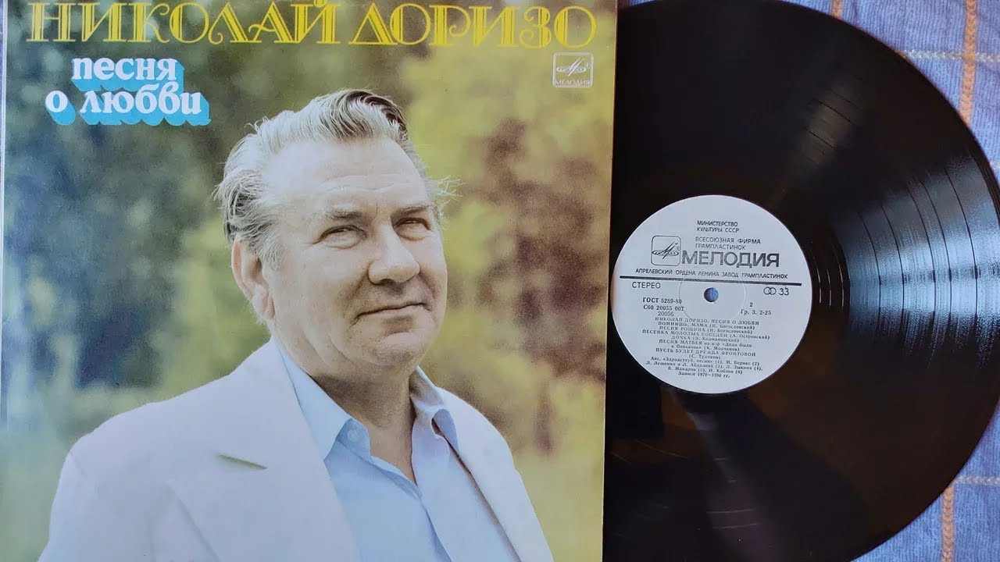 НИКОЛАЙ ДОРИЗО
песня
о любви
МЕЛОДИЯ
МИНИСТЕРСТВО
КУЛЬТУРЫ СССР
ВСЕСОЮЗНАЯ ФИРМА
ГРАМПЛАСТИНОК
МЕЛОДИЯ
АПРЕЛЕВСКИЙ ОРДЕНА ЛЕНИНА ЗАВОД ГРАМПЛАСТИНОК
СТЕРЕО 33
ГОСТ 5289-80 2
С60 20055 007 Гр. 3, 2-25
20056
НИКОЛАЙ ДОРИЗО. ПЕСНЯ О ЛЮБВИ
ПОМНИШЬ, МАМА (Н. Богословский)
ПЕСНЯ РОЩИНА (Н. Богословский)
ПЕСЕНКА МОЛОДЫХ СОСЕДЕЙ (А. Островский)
ДОЧКА (Э. Колмановский)
ПЕСНЯ МАТВЕЯ из к-ф «Дело было
в Пенькове» (К. Молчанов)
ПУСТЬ БУДЕТ ДРУЖБА ФРОНТОВОЙ
(С. Туликов)
Анс. «Здравствуй, песня» (1), М. Бернес (2)
Л. Лещенко и Л. Абдалова (3), Л. Зыкина (4),
В. Макаров (5), И. Кобзон (6)
Записи 1970—1980 гг.